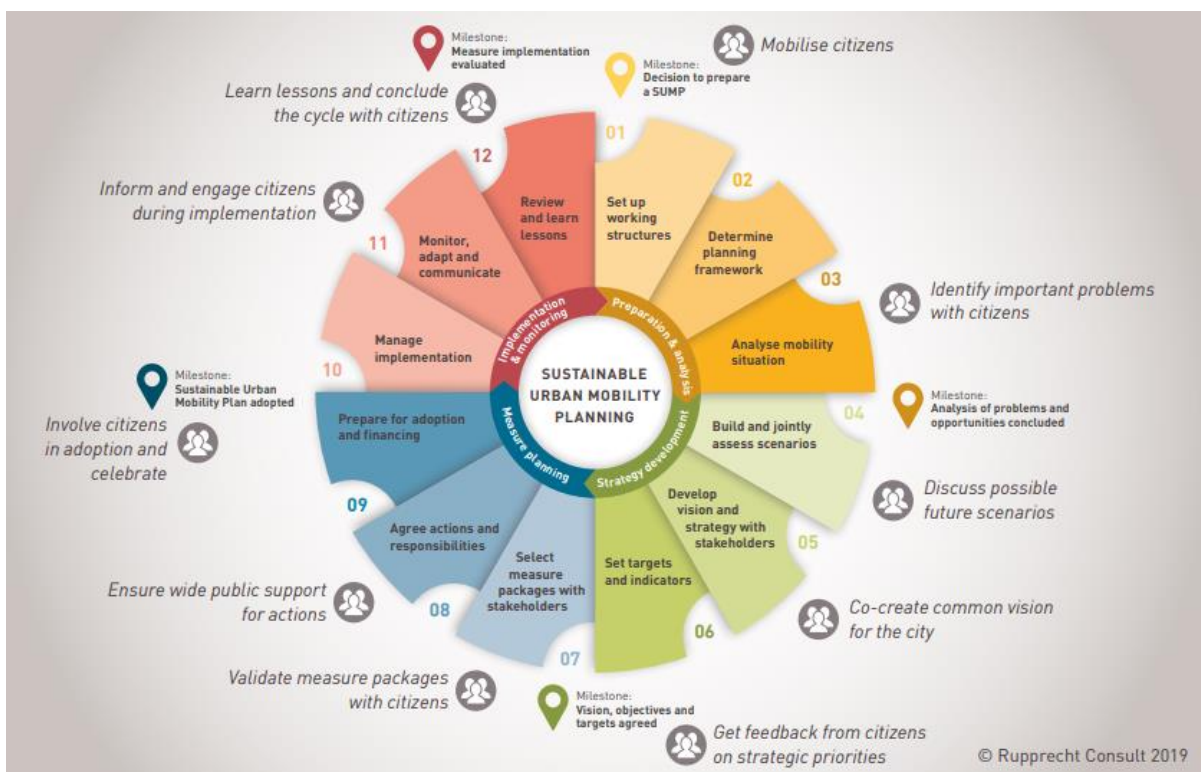 Milestone:
Measure implementation
evaluated
Mobilise citizens
Milestone:
Decision to prepare
a SUMP
Learn lessons and conclude
the cycle with citizens
01
Set up
working
structures
02
Determine
planning
framework
03
Analyse mobility
situation
Identify important problems
with citizens
Milestone:
Analysis of problems and
opportunities concluded
04
Build and jointly
assess scenarios
Discuss possible
future scenarios
05
Develop
vision and
strategy with
stakeholders
Co-create common vision
for the city
06
Set targets
and indicators
Get feedback from citizens
on strategic priorities
Milestone:
Vision, objectives and
targets agreed
07
Select
measure
packages with
stakeholders
Validate measure packages
with citizens
08
Agree actions and
responsibilities
Ensure wide public support
for actions
09
Prepare for adoption
and financing
Involve citizens
in adoption and
celebrate
Milestone:
Sustainable Urban
Mobility Plan adopted
10
Manage
implementation
11
Monitor,
adapt and
communicate
Inform and engage citizens
during implementation
12
Review
and learn
lessons
Preparation & analysis
Strategy development
Measure planning
Implementation
& monitoring
SUSTAINABLE
URBAN MOBILITY
PLANNING
© Rupprecht Consult 2019